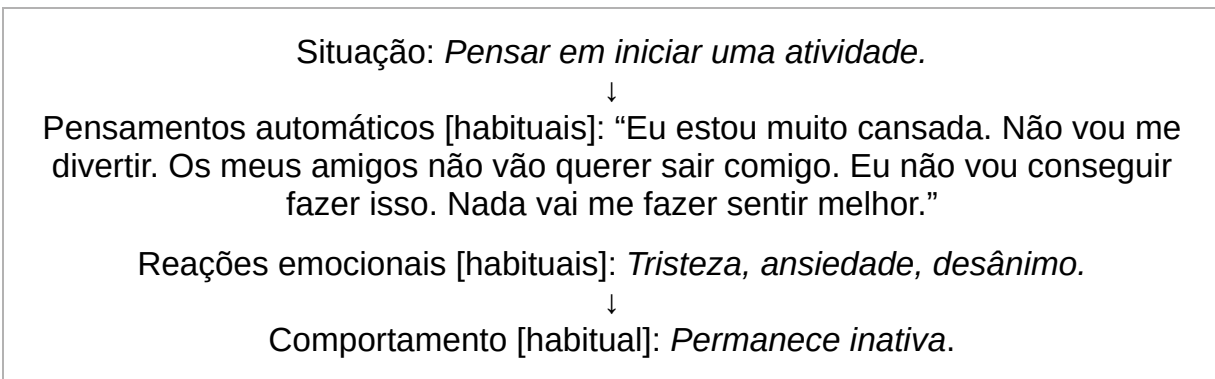 Situação: Pensar em iniciar uma atividade.
↓
Pensamentos automáticos [habituais]: “Eu estou muito cansada. Não vou me
divertir. Os meus amigos não vão querer sair comigo. Eu não vou conseguir
fazer isso. Nada vai me fazer sentir melhor.”
Reações emocionais [habituais]: Tristeza, ansiedade, desânimo.
↓
Comportamento [habitual]: Permanece inativa.